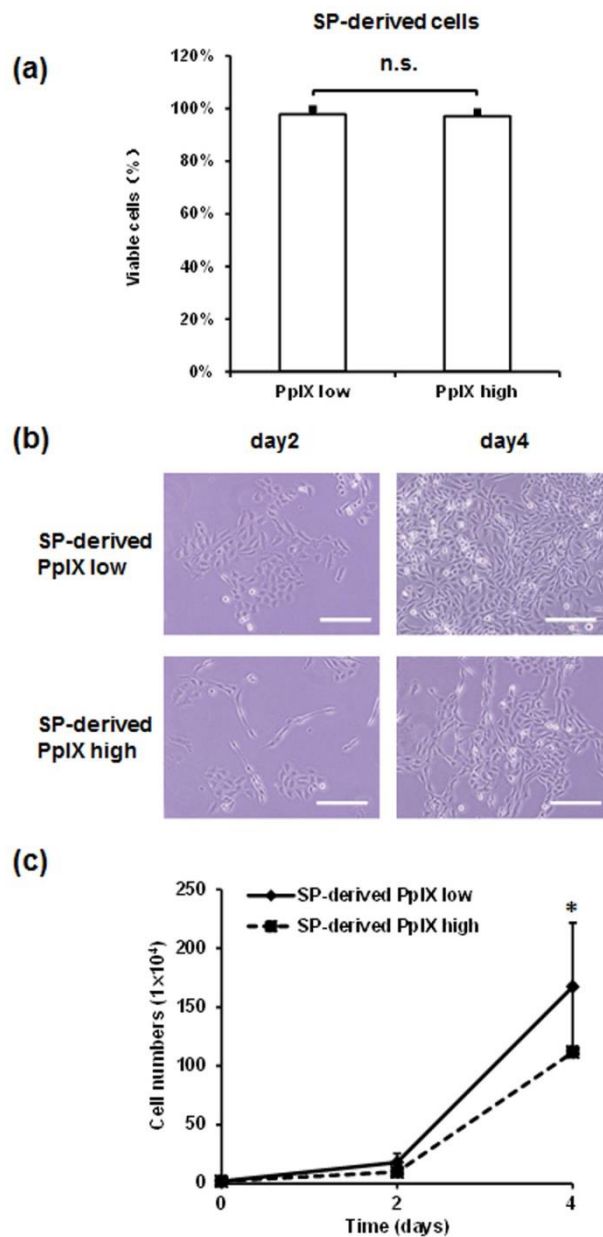 SP-derived cells
(a)
n.s.
120%
100%
80%
60%
40%
20%
0%
Viable cells (%)
PpIX low
PpIX high
(b)
day2
day4
SP-derived
PpIX low
SP-derived
PpIX high
(c)
SP-derived PpIX low
SP-derived PpIX high
*
250
200
150
100
50
0
Cell numbers (1×10⁴)
0
2
4
Time (days)